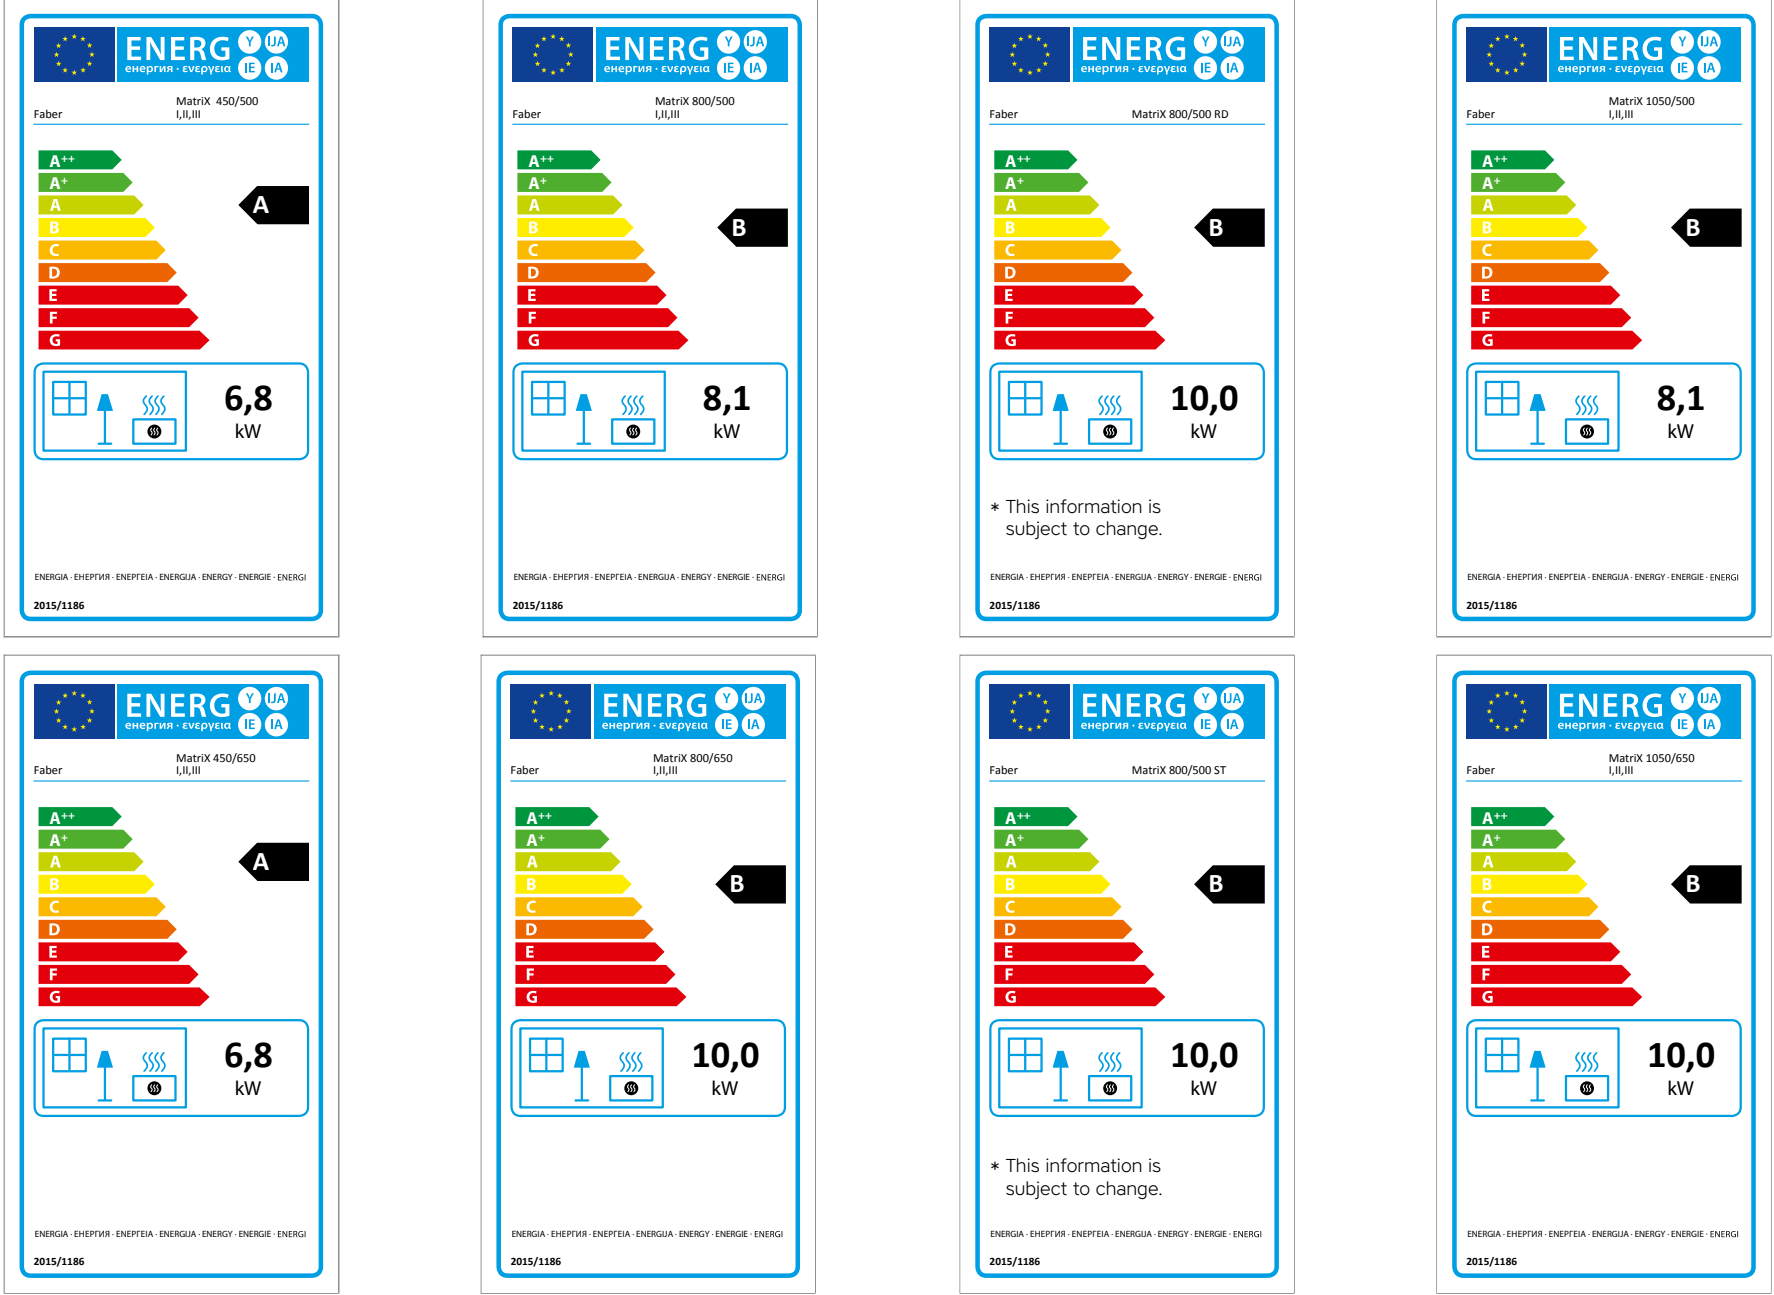 ENERG Y IJA
енергия · ενεργεια IE IA
MatriX 450/500
Faber I,II,III
A++
A+
A
B
C
D
E
F
G
A
6,8
kW
ENERGIA · ЕНЕРГИЯ · ΕΝΕΡΓΕΙΑ · ENERGIJA · ENERGY · ENERGIE · ENERGI
2015/1186
ENERG Y IJA
енергия · ενεργεια IE IA
MatriX 800/500
Faber I,II,III
A++
A+
A
B
C
D
E
F
G
B
8,1
kW
ENERGIA · ЕНЕРГИЯ · ΕΝΕΡΓΕΙΑ · ENERGIJA · ENERGY · ENERGIE · ENERGI
2015/1186
ENERG Y IJA
енергия · ενεργεια IE IA
Faber MatriX 800/500 RD
A++
A+
A
B
C
D
E
F
G
B
10,0
kW
* This information is
subject to change.
ENERGIA · ЕНЕРГИЯ · ΕΝΕΡΓΕΙΑ · ENERGIJA · ENERGY · ENERGIE · ENERGI
2015/1186
ENERG Y IJA
енергия · ενεργεια IE IA
MatriX 1050/500
Faber I,II,III
A++
A+
A
B
C
D
E
F
G
B
8,1
kW
ENERGIA · ЕНЕРГИЯ · ΕΝΕΡΓΕΙΑ · ENERGIJA · ENERGY · ENERGIE · ENERGI
2015/1186
ENERG Y IJA
енергия · ενεργεια IE IA
MatriX 450/650
Faber I,II,III
A++
A+
A
B
C
D
E
F
G
A
6,8
kW
ENERGIA · ЕНЕРГИЯ · ΕΝΕΡΓΕΙΑ · ENERGIJA · ENERGY · ENERGIE · ENERGI
2015/1186
ENERG Y IJA
енергия · ενεργεια IE IA
MatriX 800/650
Faber I,II,III
A++
A+
A
B
C
D
E
F
G
B
10,0
kW
ENERGIA · ЕНЕРГИЯ · ΕΝΕΡΓΕΙΑ · ENERGIJA · ENERGY · ENERGIE · ENERGI
2015/1186
ENERG Y IJA
енергия · ενεργεια IE IA
Faber MatriX 800/500 ST
A++
A+
A
B
C
D
E
F
G
B
10,0
kW
* This information is
subject to change.
ENERGIA · ЕНЕРГИЯ · ΕΝΕΡΓΕΙΑ · ENERGIJA · ENERGY · ENERGIE · ENERGI
2015/1186
ENERG Y IJA
енергия · ενεργεια IE IA
MatriX 1050/650
Faber I,II,III
A++
A+
A
B
C
D
E
F
G
B
10,0
kW
ENERGIA · ЕНЕРГИЯ · ΕΝΕΡΓΕΙΑ · ENERGIJA · ENERGY · ENERGIE · ENERGI
2015/1186